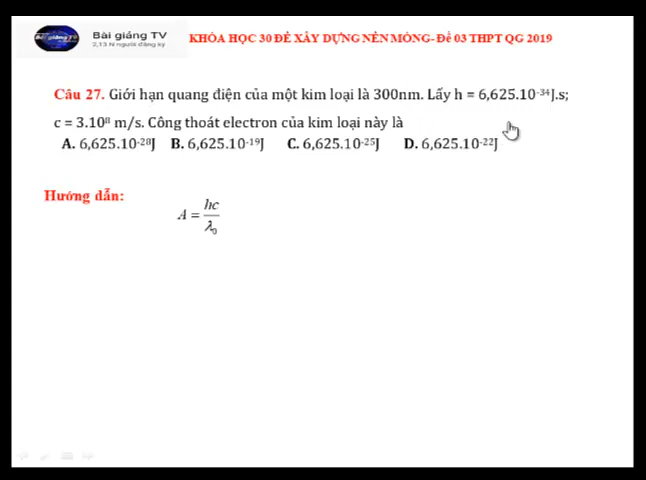 Bài giảng TV
2,13 N người đăng ký
KHÓA HỌC 30 ĐỀ XÂY DỰNG NỀN MÓNG- Đề 03 THPT QG 2019
Câu 27. Giới hạn quang điện của một kim loại là 300nm. Lấy h = 6,625.10⁻³⁴J.s;
c = 3.10⁸ m/s. Công thoát electron của kim loại này là
A. 6,625.10⁻²⁸J B. 6,625.10⁻¹⁹J C. 6,625.10⁻²⁵J D. 6,625.10⁻²²J
Hướng dẫn:
A = hc/λ₀